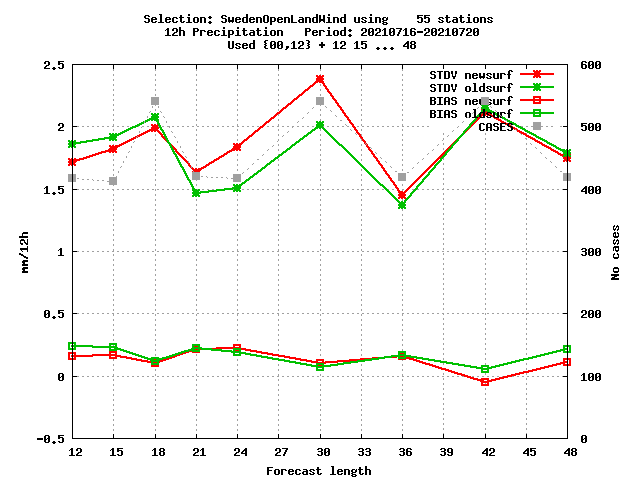 Selection: SwedenOpenLandWind using    55 stations
12h Precipitation   Period: 20210716-20210720
Used {00,12} + 12 15 ... 48
STDV newsurf
STDV oldsurf
BIAS newsurf
BIAS oldsurf
CASES
2.5
2
1.5
1
0.5
0
-0.5
600
500
400
300
200
100
0
mm/12h
No cases
12 15 18 21 24 27 30 33 36 39 42 45 48
Forecast length